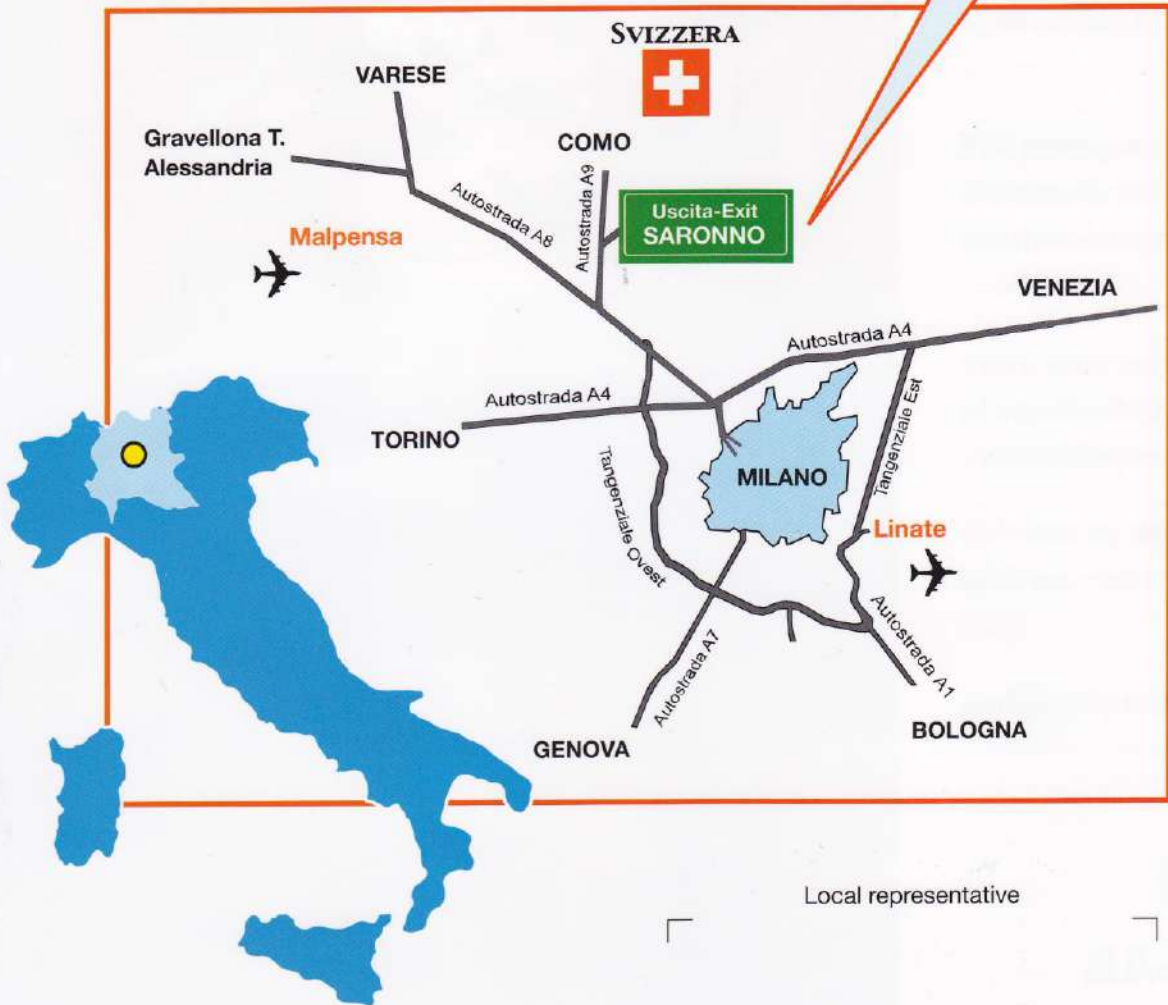 SVIZZERA
VARESE
Gravellona T.
Alessandria
COMO
Autostrada A8
Autostrada A9
Uscita-Exit
SARONNO
Malpensa
VENEZIA
Autostrada A4
Autostrada A4
TORINO
Tangenziale Est
Tangenziale Ovest
MILANO
Linate
Autostrada A7
Autostrada A1
GENOVA
BOLOGNA
Local representative